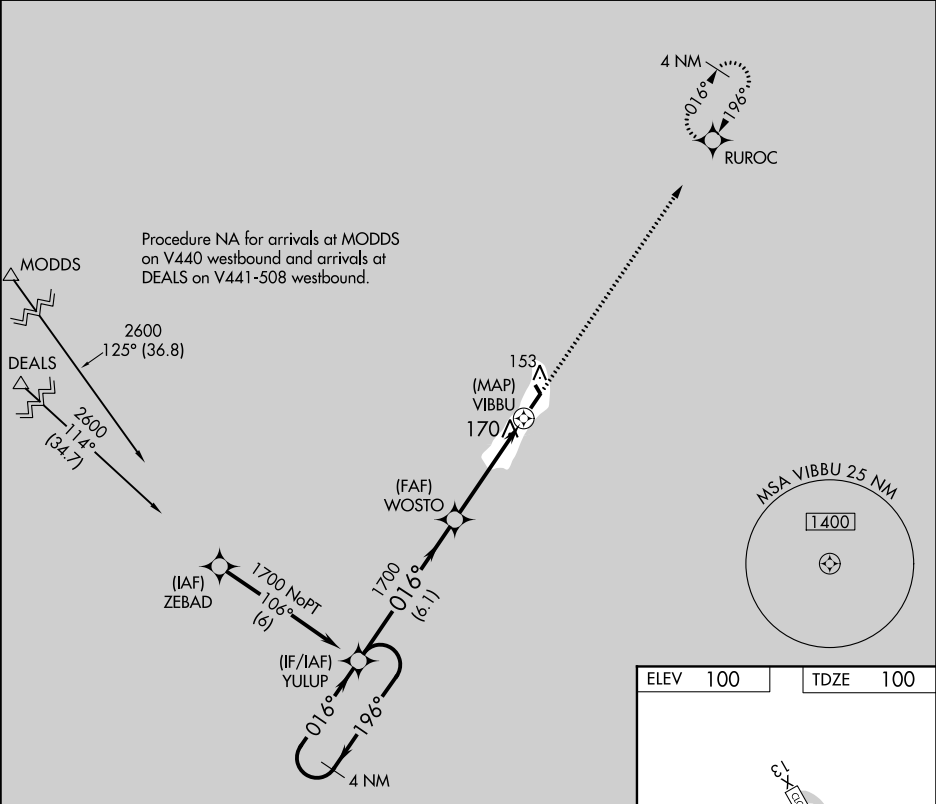 4 NM
016°
196°
RUROC
Procedure NA for arrivals at MODDS
on V440 westbound and arrivals at
DEALS on V441-508 westbound.
MODDS
2600
125° (36.8)
DEALS
2600
114°
(34.7)
153
(MAP)
VIBBU
170
(FAF)
WOSTO
MSA VIBBU 25 NM
1400
(IAF)
ZEBAD
1700 NoPT
106°
(6)
1700
016°
(6.1)
(IF/IAF)
YULUP
016°
196°
4 NM
ELEV 100
TDZE 100
13